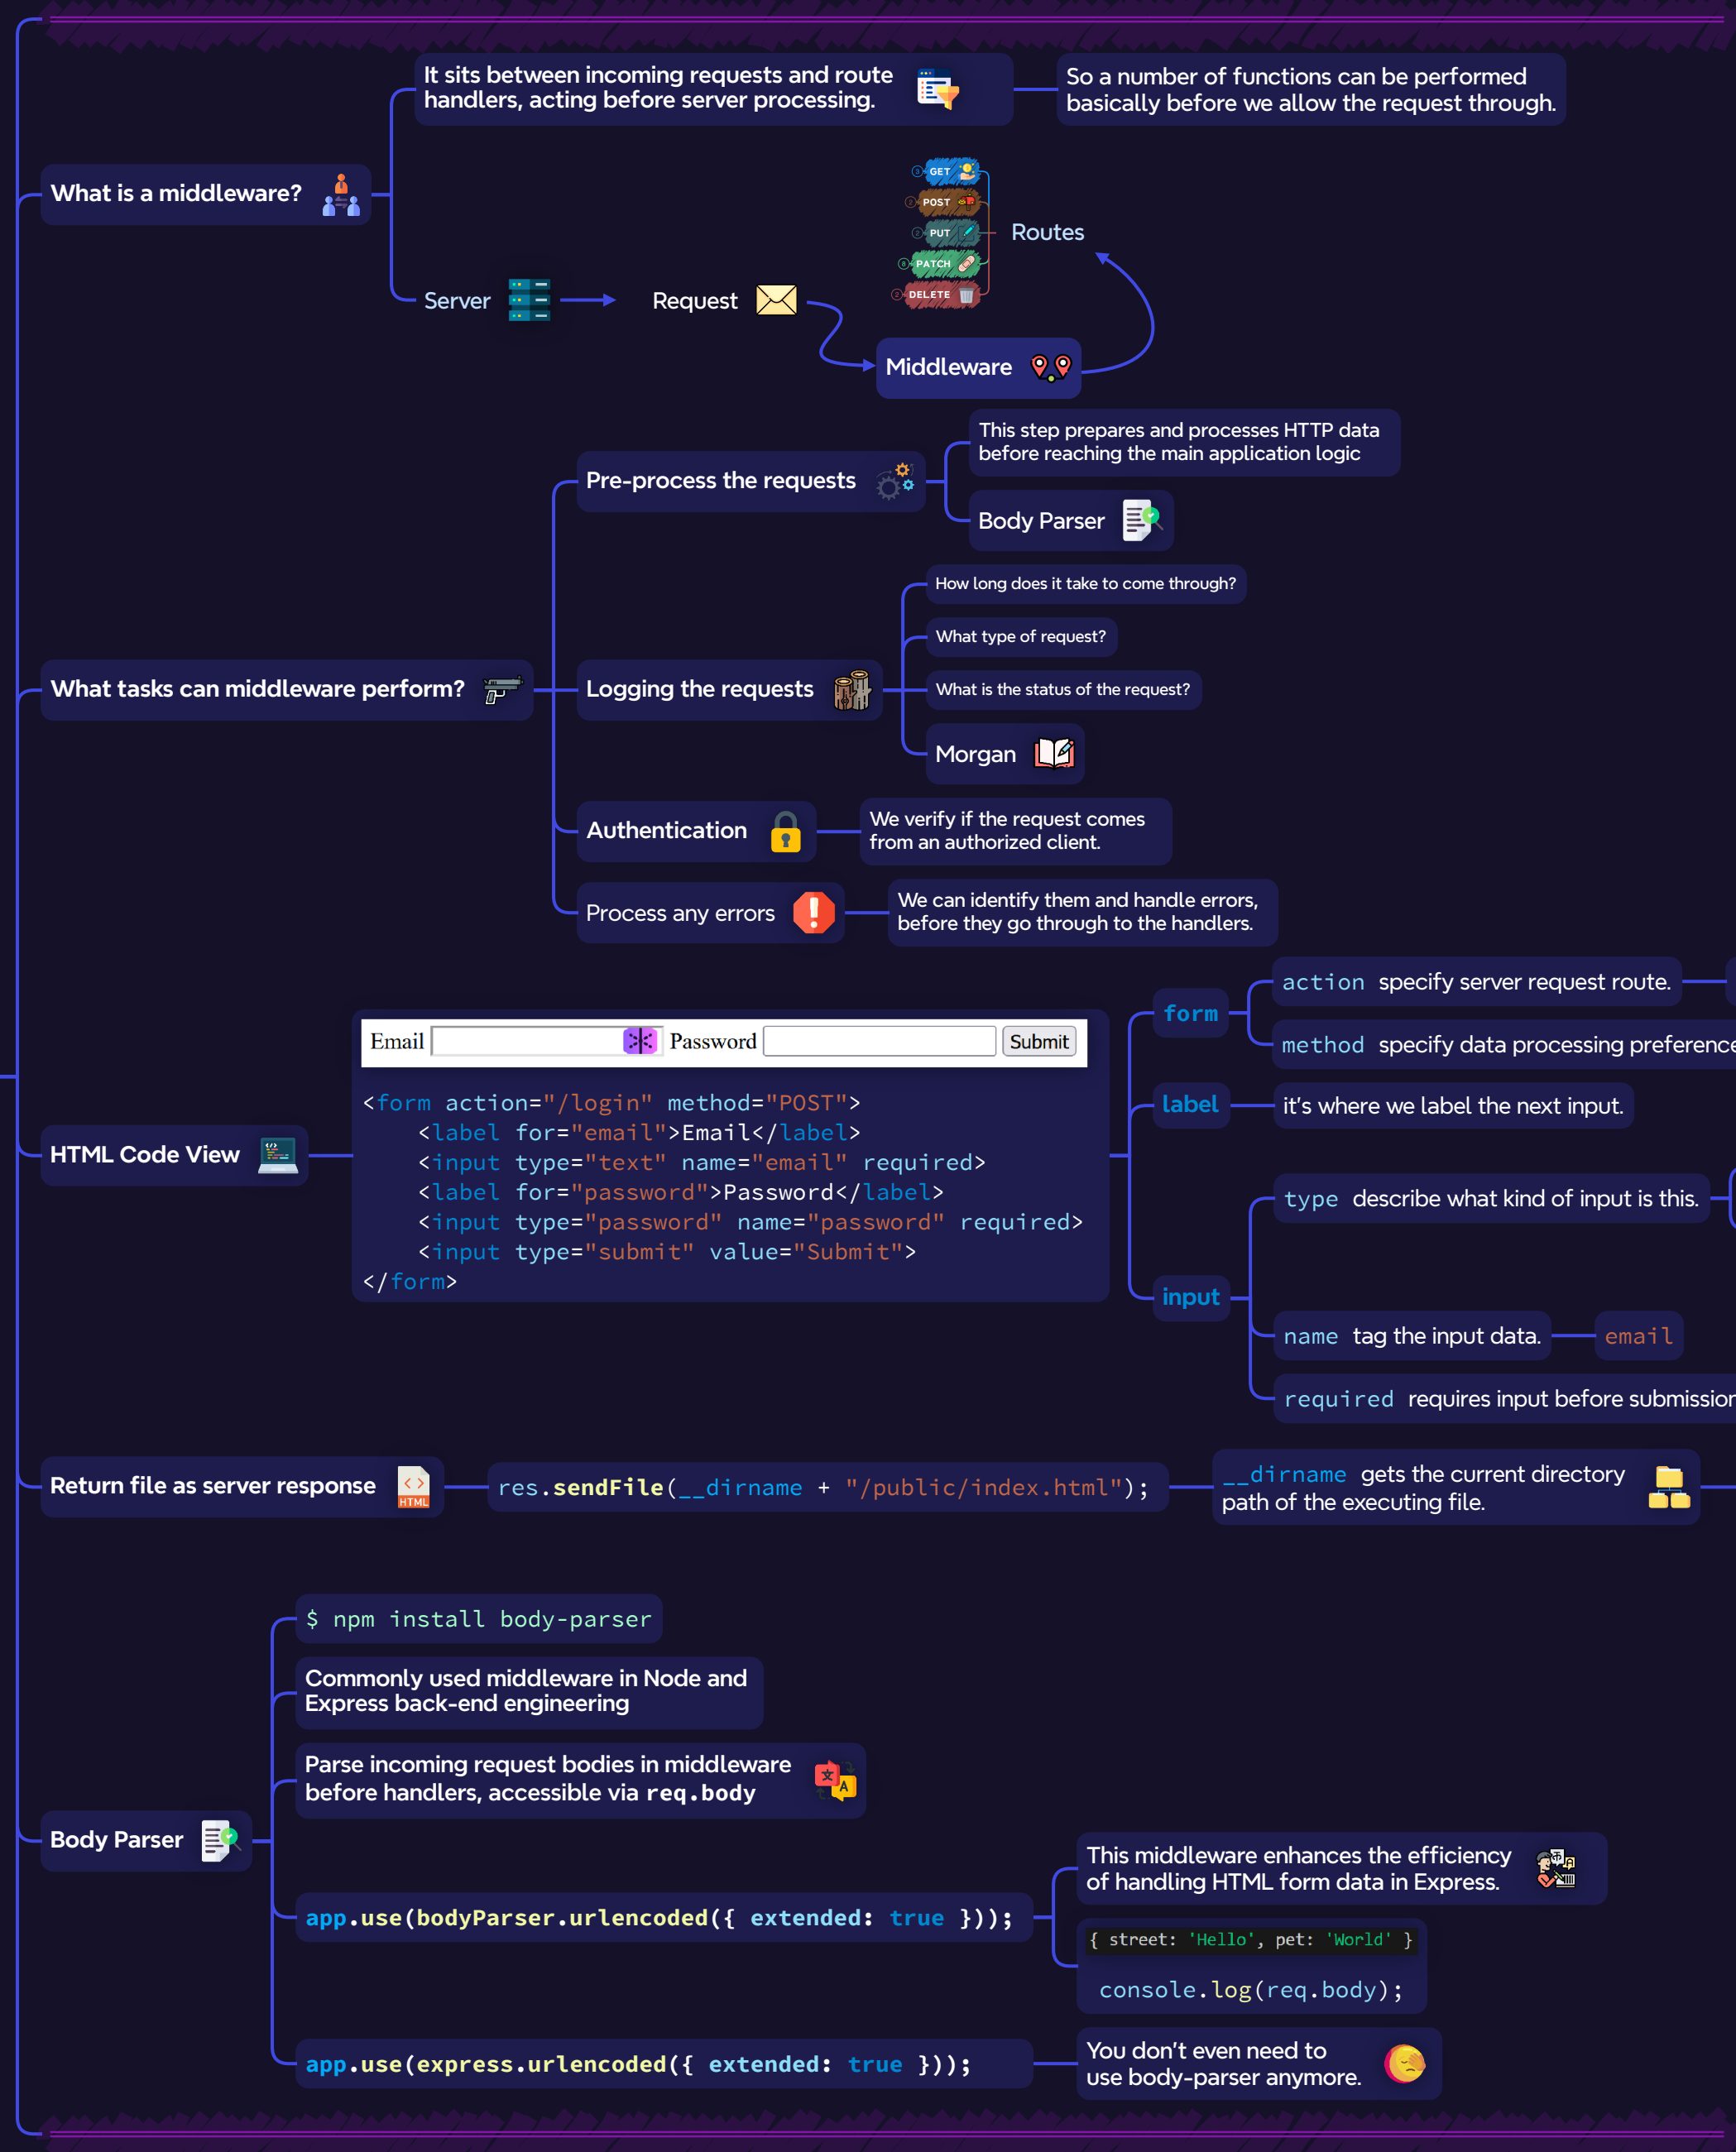 What is a middleware?
It sits between incoming requests and route
handlers, acting before server processing.
So a number of functions can be performed
basically before we allow the request through.
Server
Request
Middleware
3 GET
2 POST
2 PUT
8 PATCH
2 DELETE
Routes
What tasks can middleware perform?
Pre-process the requests
This step prepares and processes HTTP data
before reaching the main application logic
Body Parser
Logging the requests
How long does it take to come through?
What type of request?
What is the status of the request?
Morgan
Authentication
We verify if the request comes
from an authorized client.
Process any errors
We can identify them and handle errors,
before they go through to the handlers.
HTML Code View
Email Password Submit
<form action="/login" method="POST">
<label for="email">Email</label>
<input type="text" name="email" required>
<label for="password">Password</label>
<input type="password" name="password" required>
<input type="submit" value="Submit">
</form>
form
action specify server request route.
method specify data processing preference
label
it's where we label the next input.
input
type describe what kind of input is this.
name tag the input data.
email
required requires input before submission
Return file as server response
HTML
res.sendFile(__dirname + "/public/index.html");
__dirname gets the current directory
path of the executing file.
Body Parser
$ npm install body-parser
Commonly used middleware in Node and
Express back-end engineering
Parse incoming request bodies in middleware
before handlers, accessible via req.body
app.use(bodyParser.urlencoded({ extended: true }));
This middleware enhances the efficiency
of handling HTML form data in Express.
{ street: 'Hello', pet: 'World' }
console.log(req.body);
app.use(express.urlencoded({ extended: true }));
You don't even need to
use body-parser anymore.